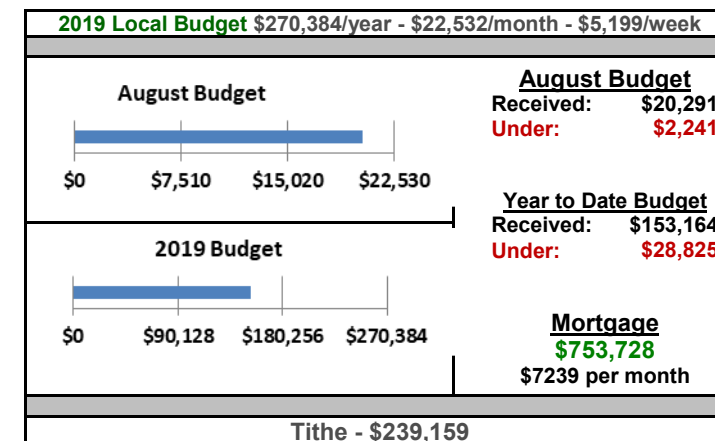 2019 Local Budget $270,384/year - $22,532/month - $5,199/week
August Budget
$0 $7,510 $15,020 $22,530
August Budget
Received: $20,291
Under: $2,241
2019 Budget
$0 $90,128 $180,256 $270,384
Year to Date Budget
Received: $153,164
Under: $28,825
Mortgage
$753,728
$7239 per month
Tithe - $239,159